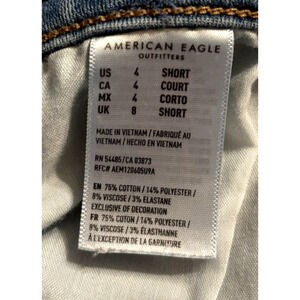 AMERICAN EAGLE
OUTFITTERS
US 4 SHORT
CA 4 COURT
MX 4 CORTO
UK 8 SHORT
MADE IN VIETNAM / FABRIQUÉ AU
VIETNAM / HECHO EN VIETNAM
RN 54485/CA 03873
RFC# AEM120605U9A
EN 75% COTTON / 14% POLYESTER /
8% VISCOSE / 3% ELASTANE
EXCLUSIVE OF DECORATION
FR 75% COTON / 14% POLYESTER /
8% VISCOSE / 3% ÉLASTHANNE
À L'EXCEPTION DE LA GARNITURE